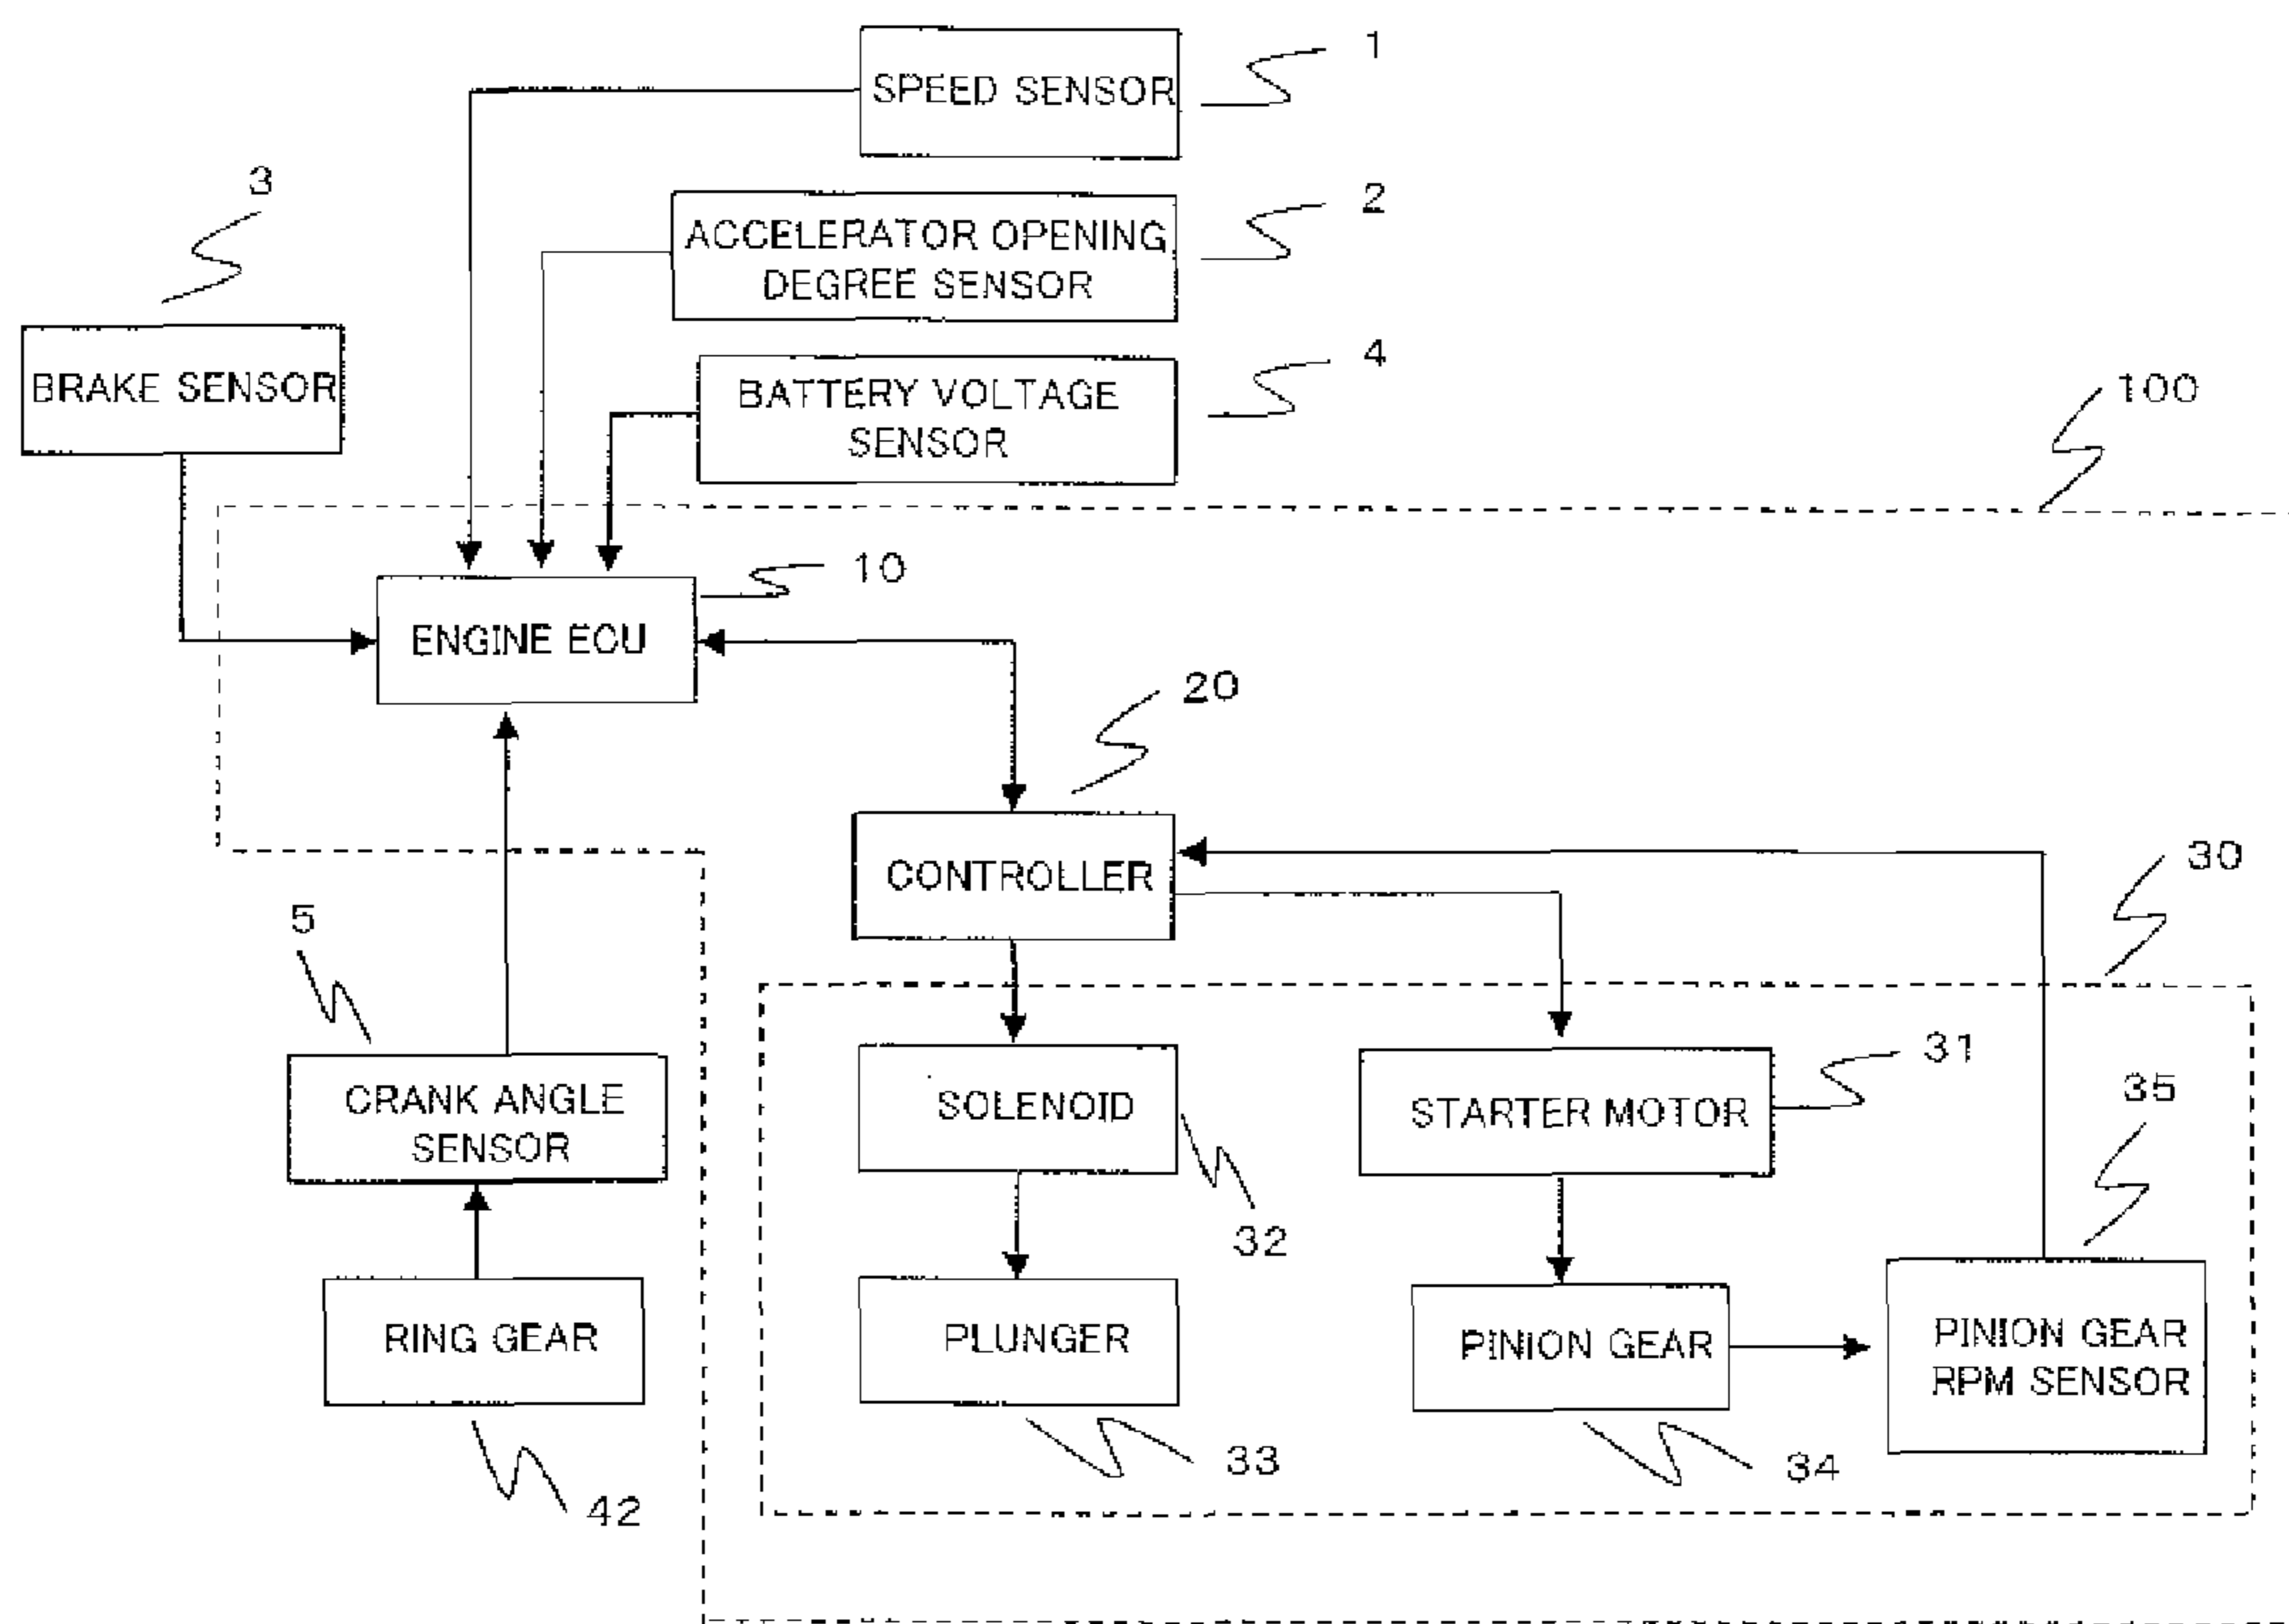 1
SPEED SENSOR
3
2
ACCELERATOR OPENING
DEGREE SENSOR
4
BRAKE SENSOR
BATTERY VOLTAGE
SENSOR
100
10
ENGINE ECU
20
CONTROLLER
30
5
31
35
CRANK ANGLE
SENSOR
SOLENOID
STARTER MOTOR
32
RING GEAR
PLUNGER
PINION GEAR
PINION GEAR
RPM SENSOR
33
34
42